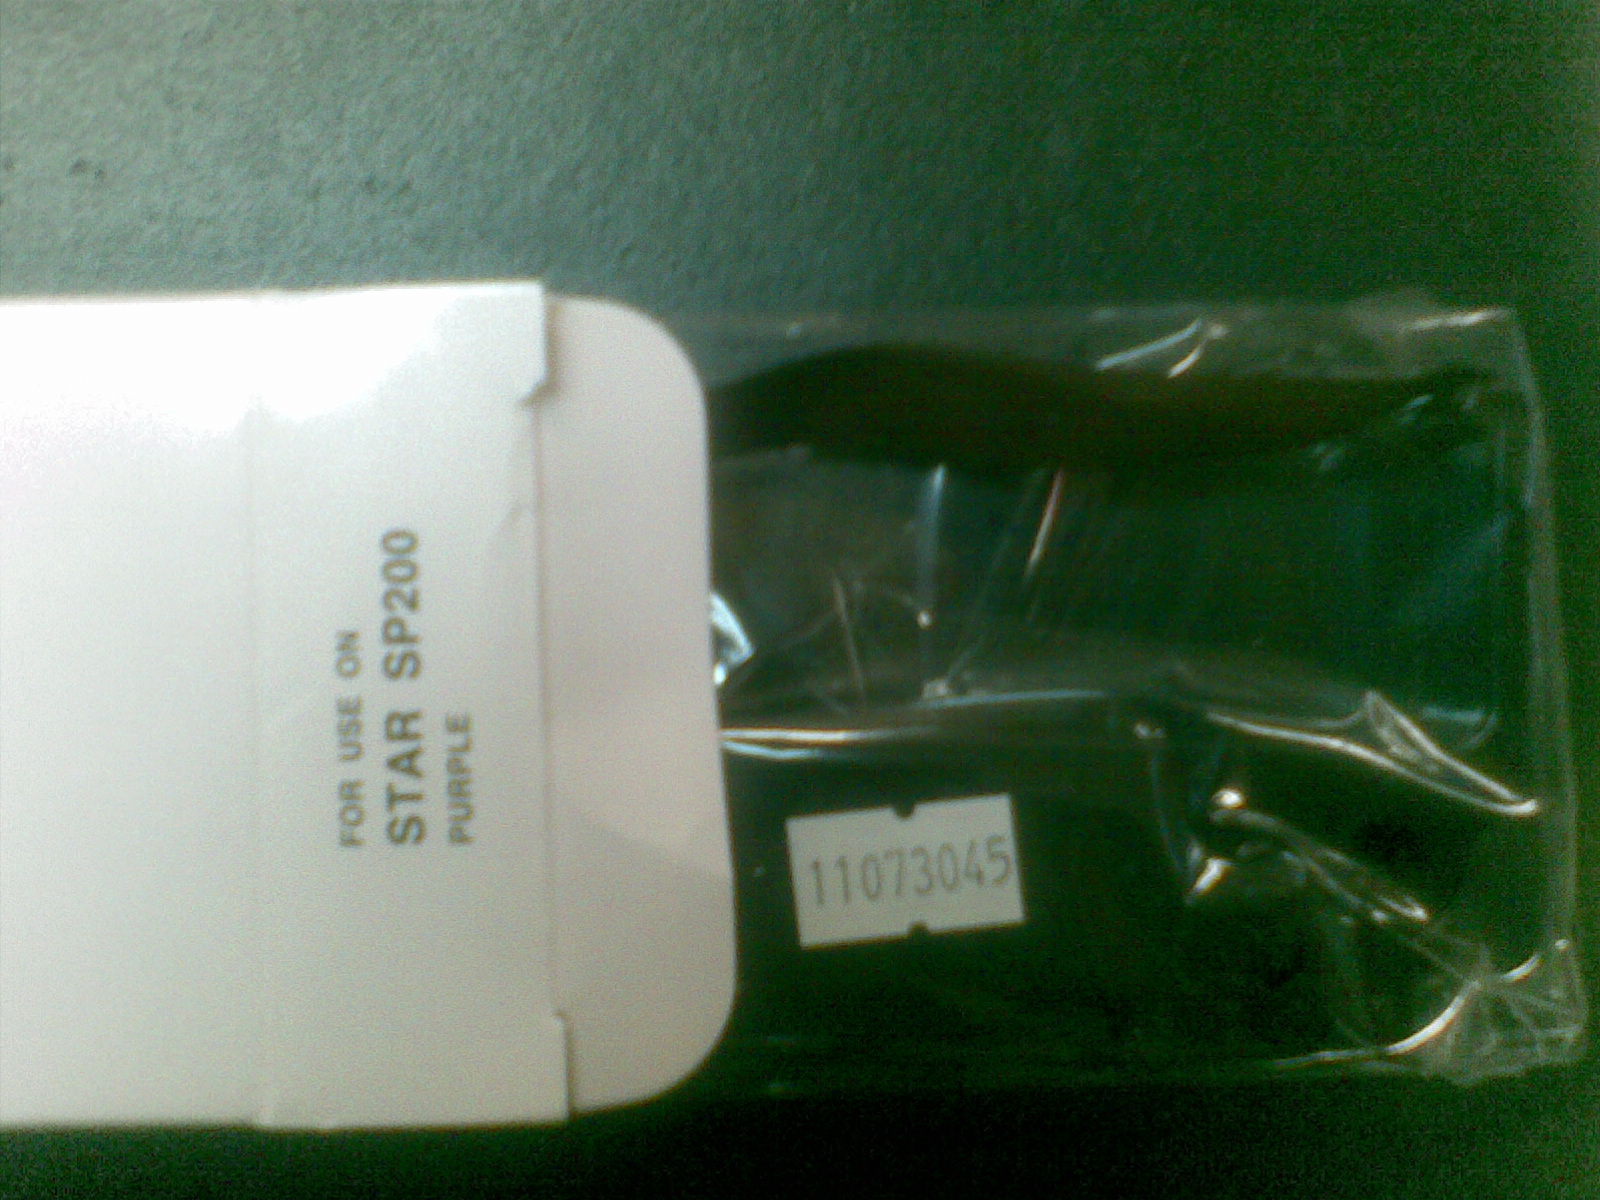 FOR USE ON
STAR SP200
PURPLE
11073045